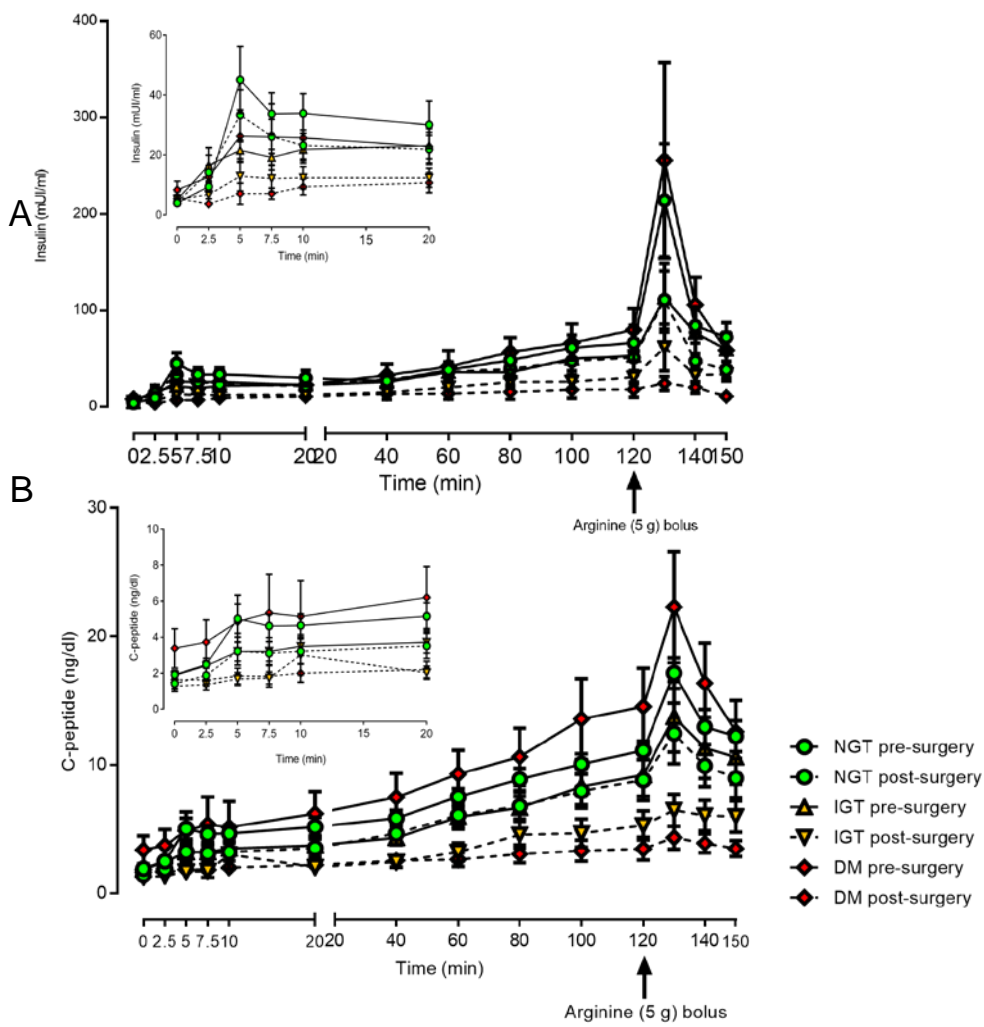 A
400
300
200
100
0
Insulin (mUI/ml)
60
40
20
0
Insulin (mUI/ml)
0 2.5 5 7.5 10 15 20
Time (min)
0 2.5 5 7.5 10 20 20 40 60 80 100 120 140 150
Time (min)
Arginine (5 g) bolus
B
30
20
10
0
C-peptide (ng/dl)
10
8
6
4
2
0
C-peptide (ng/dl)
0 2.5 5 7.5 10 15 20
Time (min)
0 2.5 5 7.5 10 20 20 40 60 80 100 120 140 150
Time (min)
Arginine (5 g) bolus
NGT pre-surgery
NGT post-surgery
IGT pre-surgery
IGT post-surgery
DM pre-surgery
DM post-surgery